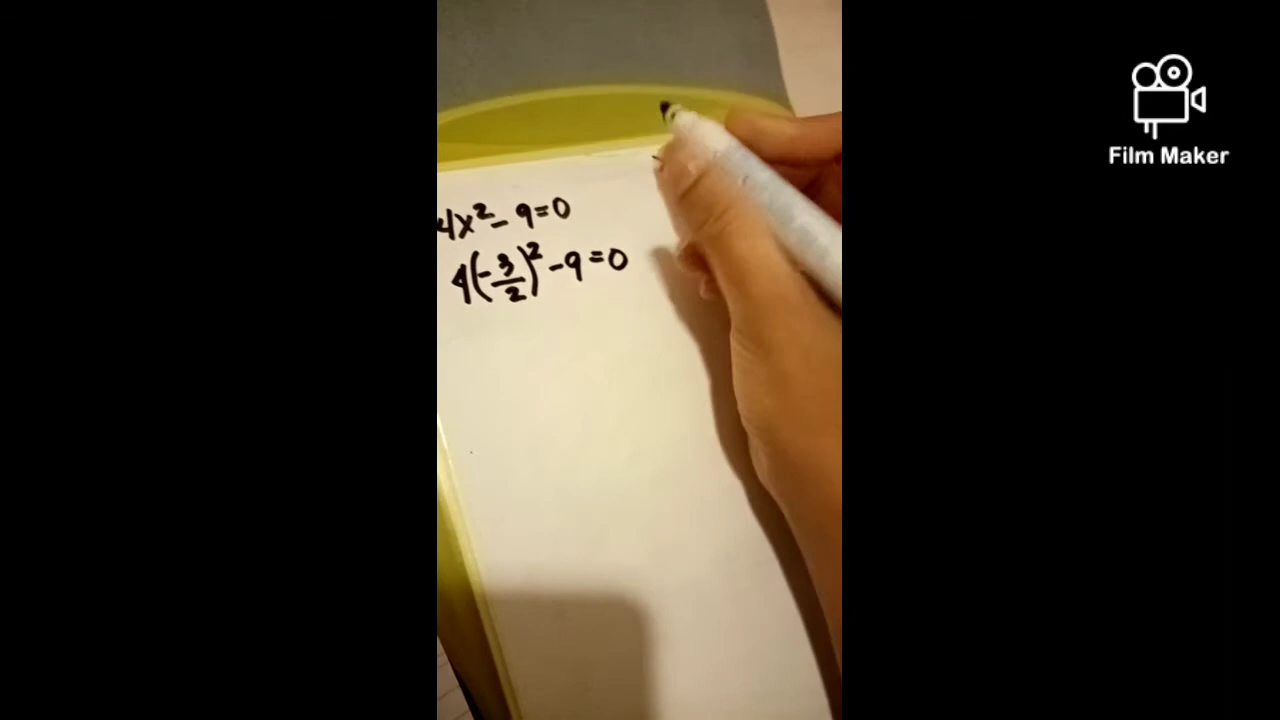 4x² - 9 = 0
4(-3/2)² - 9 = 0
Film Maker